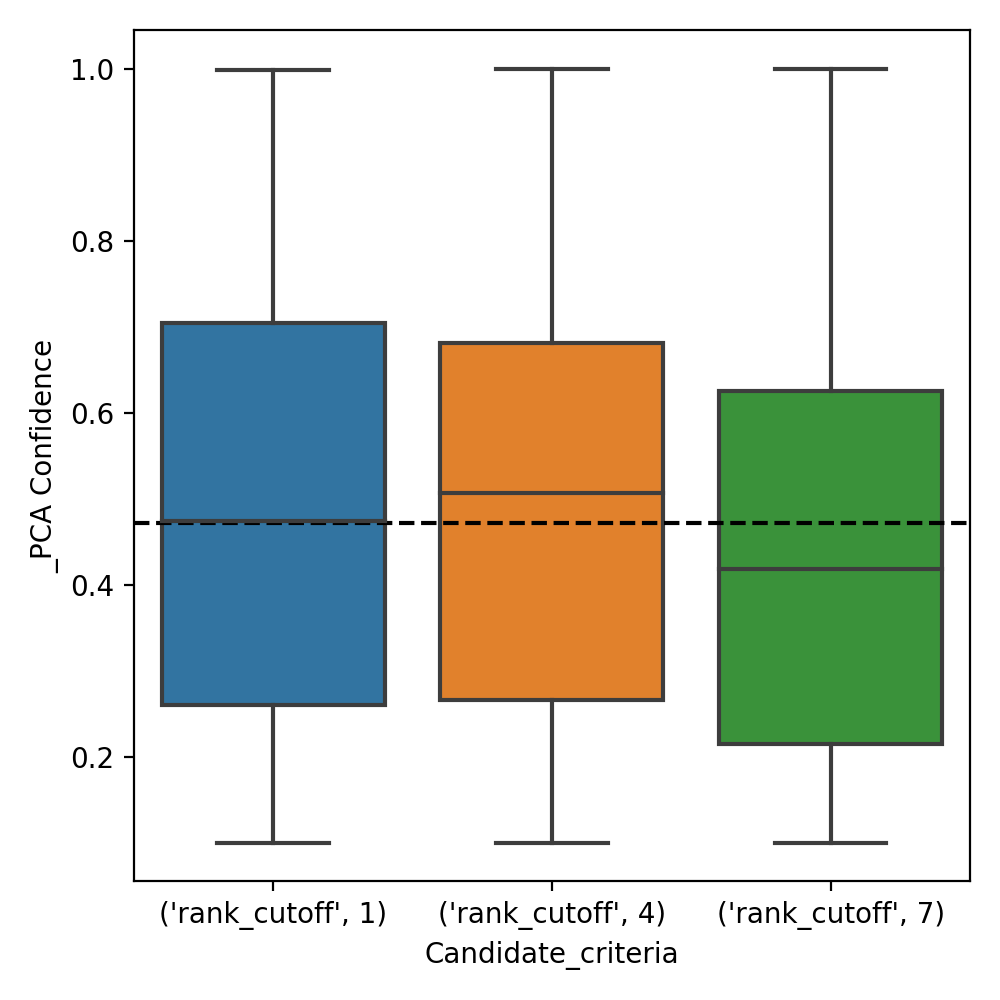 _PCA Confidence
1.0
0.8
0.6
0.4
0.2
('rank_cutoff', 1)
('rank_cutoff', 4)
('rank_cutoff', 7)
Candidate_criteria